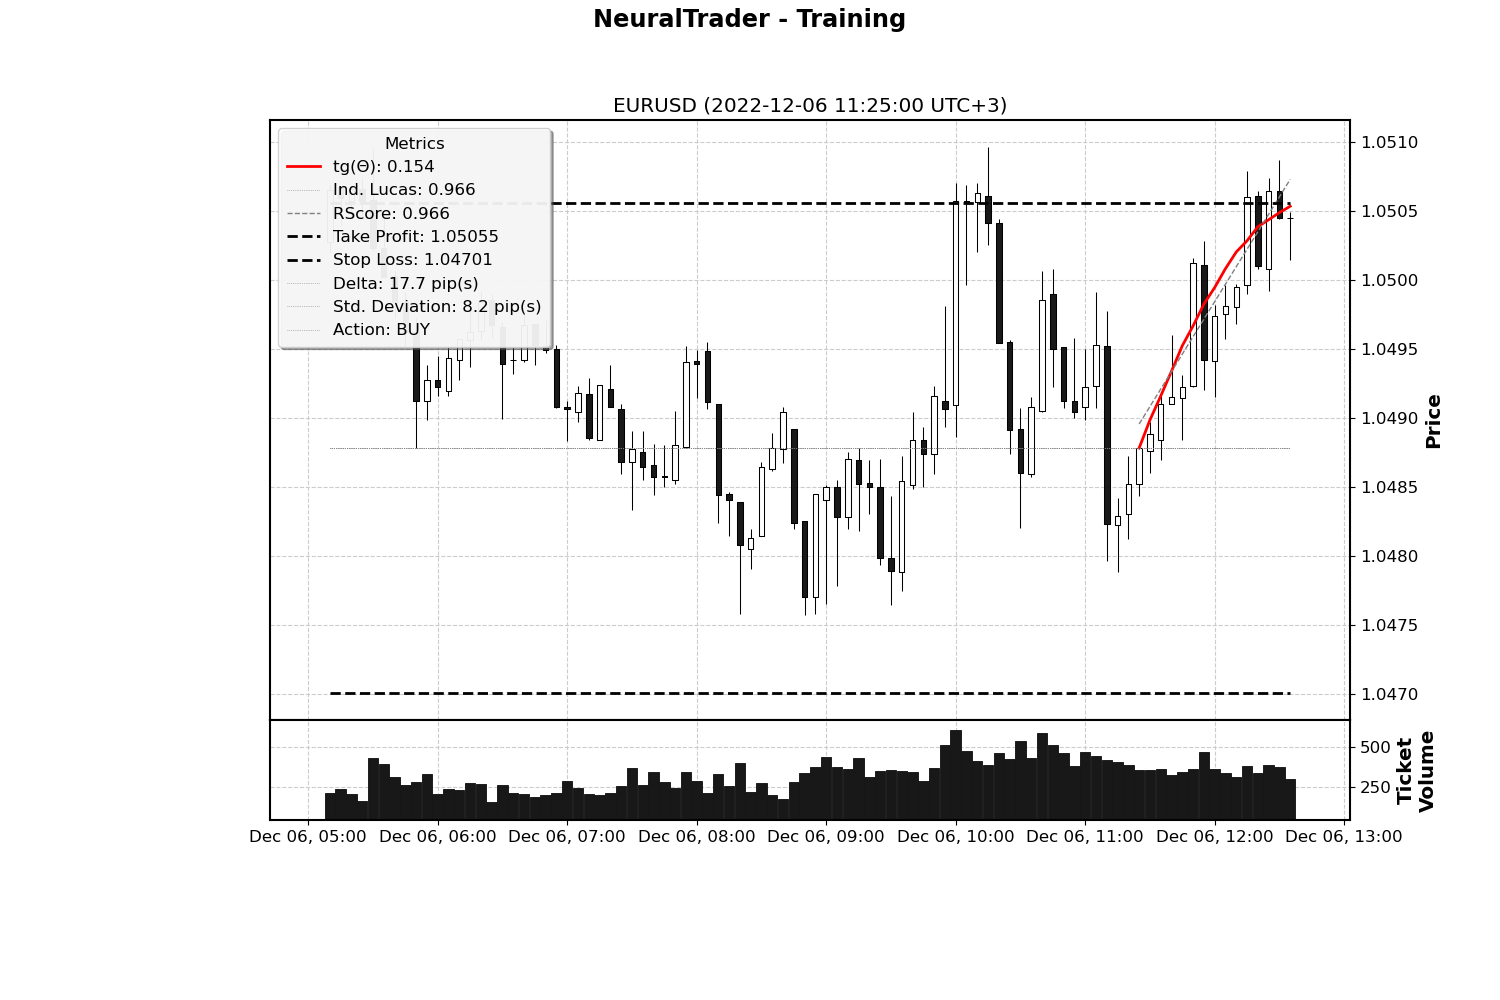 NeuralTrader - Training
EURUSD (2022-12-06 11:25:00 UTC+3)
Metrics
tg(Θ): 0.154
Ind. Lucas: 0.966
RScore: 0.966
Take Profit: 1.05055
Stop Loss: 1.04701
Delta: 17.7 pip(s)
Std. Deviation: 8.2 pip(s)
Action: BUY
1.0510
1.0505
1.0500
1.0495
1.0490
1.0485
1.0480
1.0475
1.0470
Price
500
250
Ticket
Volume
Dec 06, 05:00
Dec 06, 06:00
Dec 06, 07:00
Dec 06, 08:00
Dec 06, 09:00
Dec 06, 10:00
Dec 06, 11:00
Dec 06, 12:00
Dec 06, 13:00